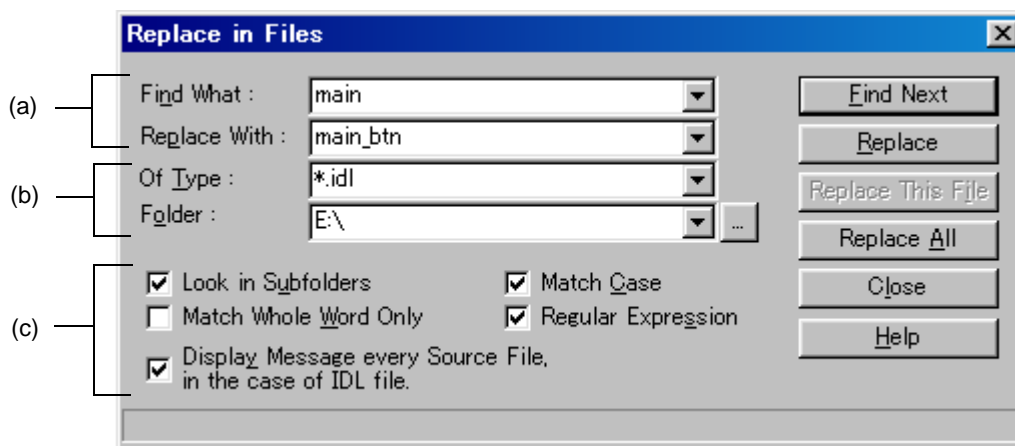 Replace in Files
(a)
Find What : main Find Next
Replace With : main_btn Replace
(b)
Of Type : *.idl Replace This File
Folder : E:\ ... Replace All
(c)
Look in Subfolders Match Case Close
Match Whole Word Only Regular Expression Help
Display Message every Source File,
in the case of IDL file.